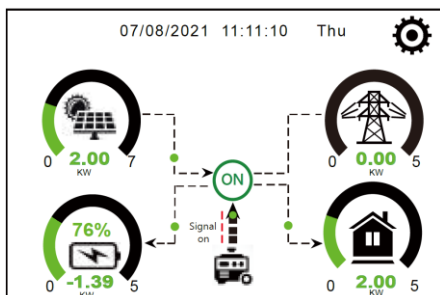 07/08/2021 11:11:10 Thu
0 2.00 7
KW
0 0.00 5
KW
ON
76%
Signal
on
0 -1.39 5
KW
0 2.00 5
KW